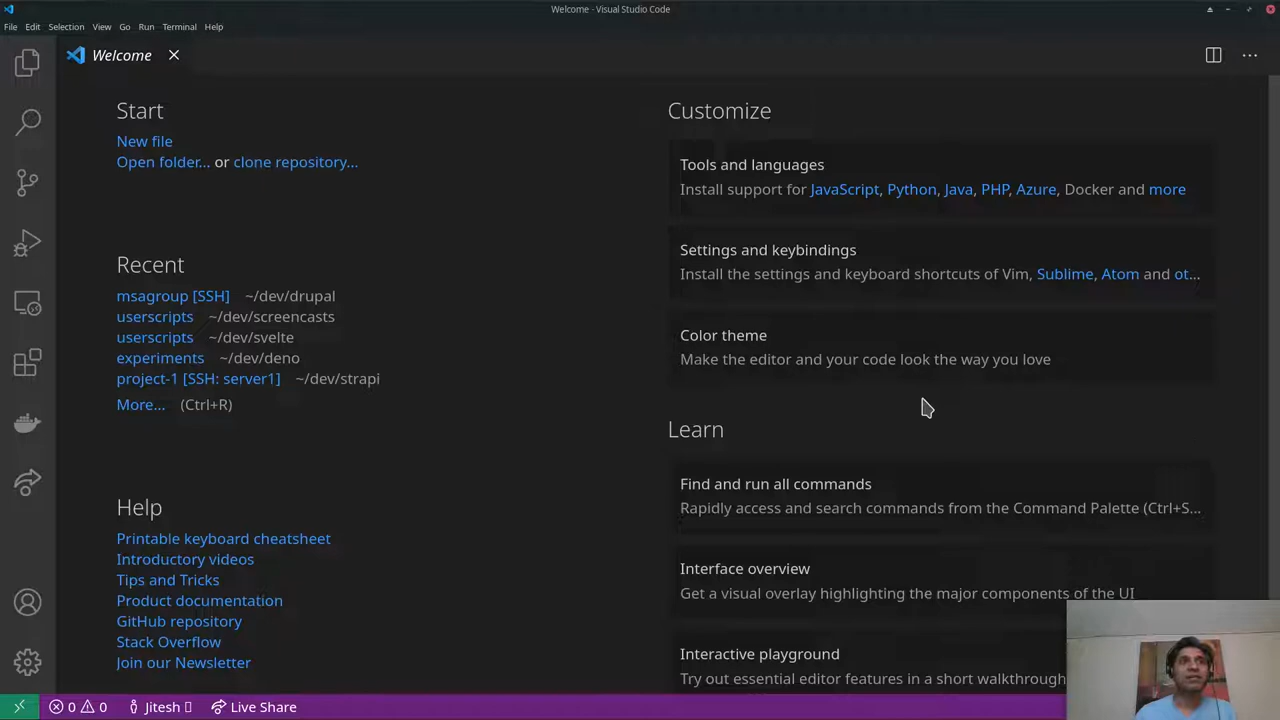 Welcome - Visual Studio Code
File Edit Selection View Go Run Terminal Help
Welcome
Start
New file
Open folder... or clone repository...
Recent
msagroup [SSH] ~/dev/drupal
userscripts ~/dev/screencasts
userscripts ~/dev/svelte
experiments ~/dev/deno
project-1 [SSH: server1] ~/dev/strapi
More... (Ctrl+R)
Help
Printable keyboard cheatsheet
Introductory videos
Tips and Tricks
Product documentation
GitHub repository
Stack Overflow
Join our Newsletter
Customize
Tools and languages
Install support for JavaScript, Python, Java, PHP, Azure, Docker and more
Settings and keybindings
Install the settings and keyboard shortcuts of Vim, Sublime, Atom and ot...
Color theme
Make the editor and your code look the way you love
Learn
Find and run all commands
Rapidly access and search commands from the Command Palette (Ctrl+S...
Interface overview
Get a visual overlay highlighting the major components of the UI
Interactive playground
Try out essential editor features in a short walkthrough
0 0 Jitesh Live Share